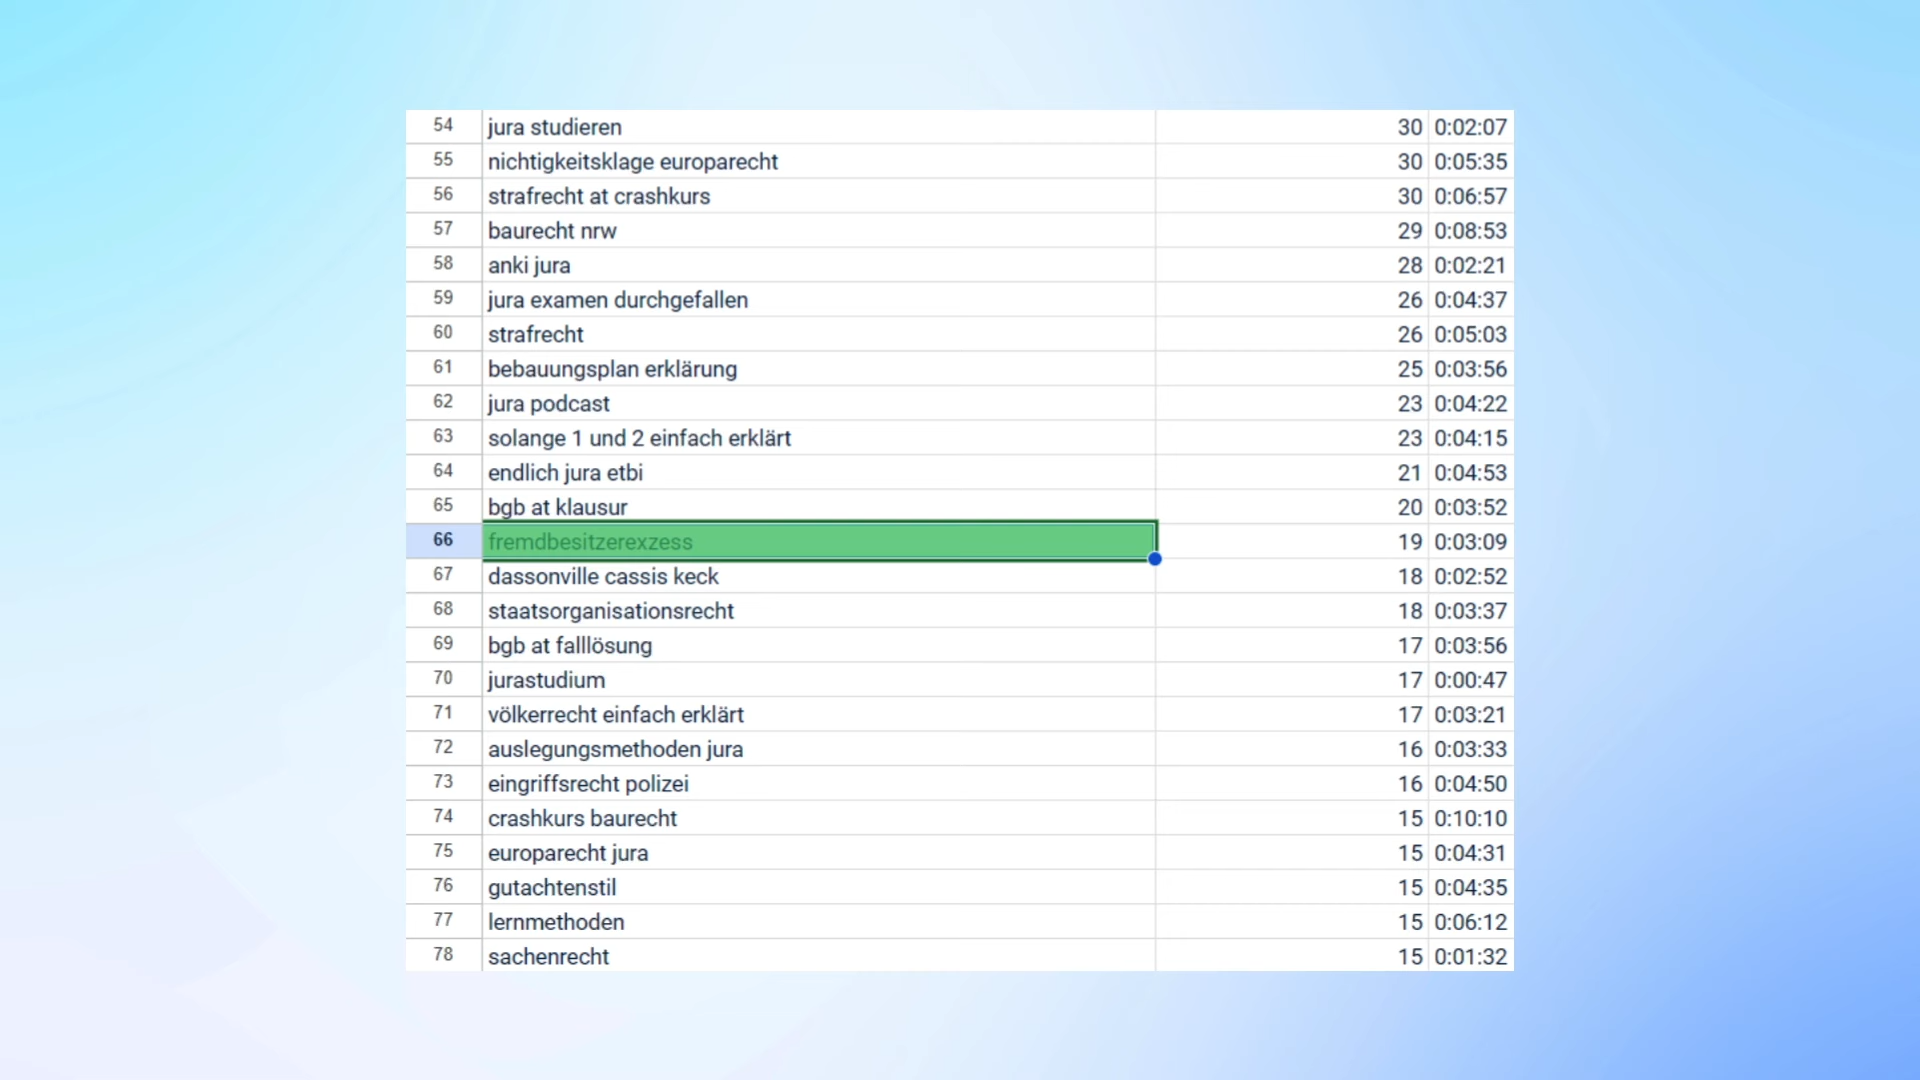 54 jura studieren 30 0:02:07
55 nichtigkeitsklage europarecht 30 0:05:35
56 strafrecht at crashkurs 30 0:06:57
57 baurecht nrw 29 0:08:53
58 anki jura 28 0:02:21
59 jura examen durchgefallen 26 0:04:37
60 strafrecht 26 0:05:03
61 bebauungsplan erklärung 25 0:03:56
62 jura podcast 23 0:04:22
63 solange 1 und 2 einfach erklärt 23 0:04:15
64 endlich jura etbi 21 0:04:53
65 bgb at klausur 20 0:03:52
66 fremdbesitzerexzess 19 0:03:09
67 dassonville cassis keck 18 0:02:52
68 staatsorganisationsrecht 18 0:03:37
69 bgb at falllösung 17 0:03:56
70 jurastudium 17 0:00:47
71 völkerrecht einfach erklärt 17 0:03:21
72 auslegungsmethoden jura 16 0:03:33
73 eingriffsrecht polizei 16 0:04:50
74 crashkurs baurecht 15 0:10:10
75 europarecht jura 15 0:04:31
76 gutachtenstil 15 0:04:35
77 lernmethoden 15 0:06:12
78 sachenrecht 15 0:01:32